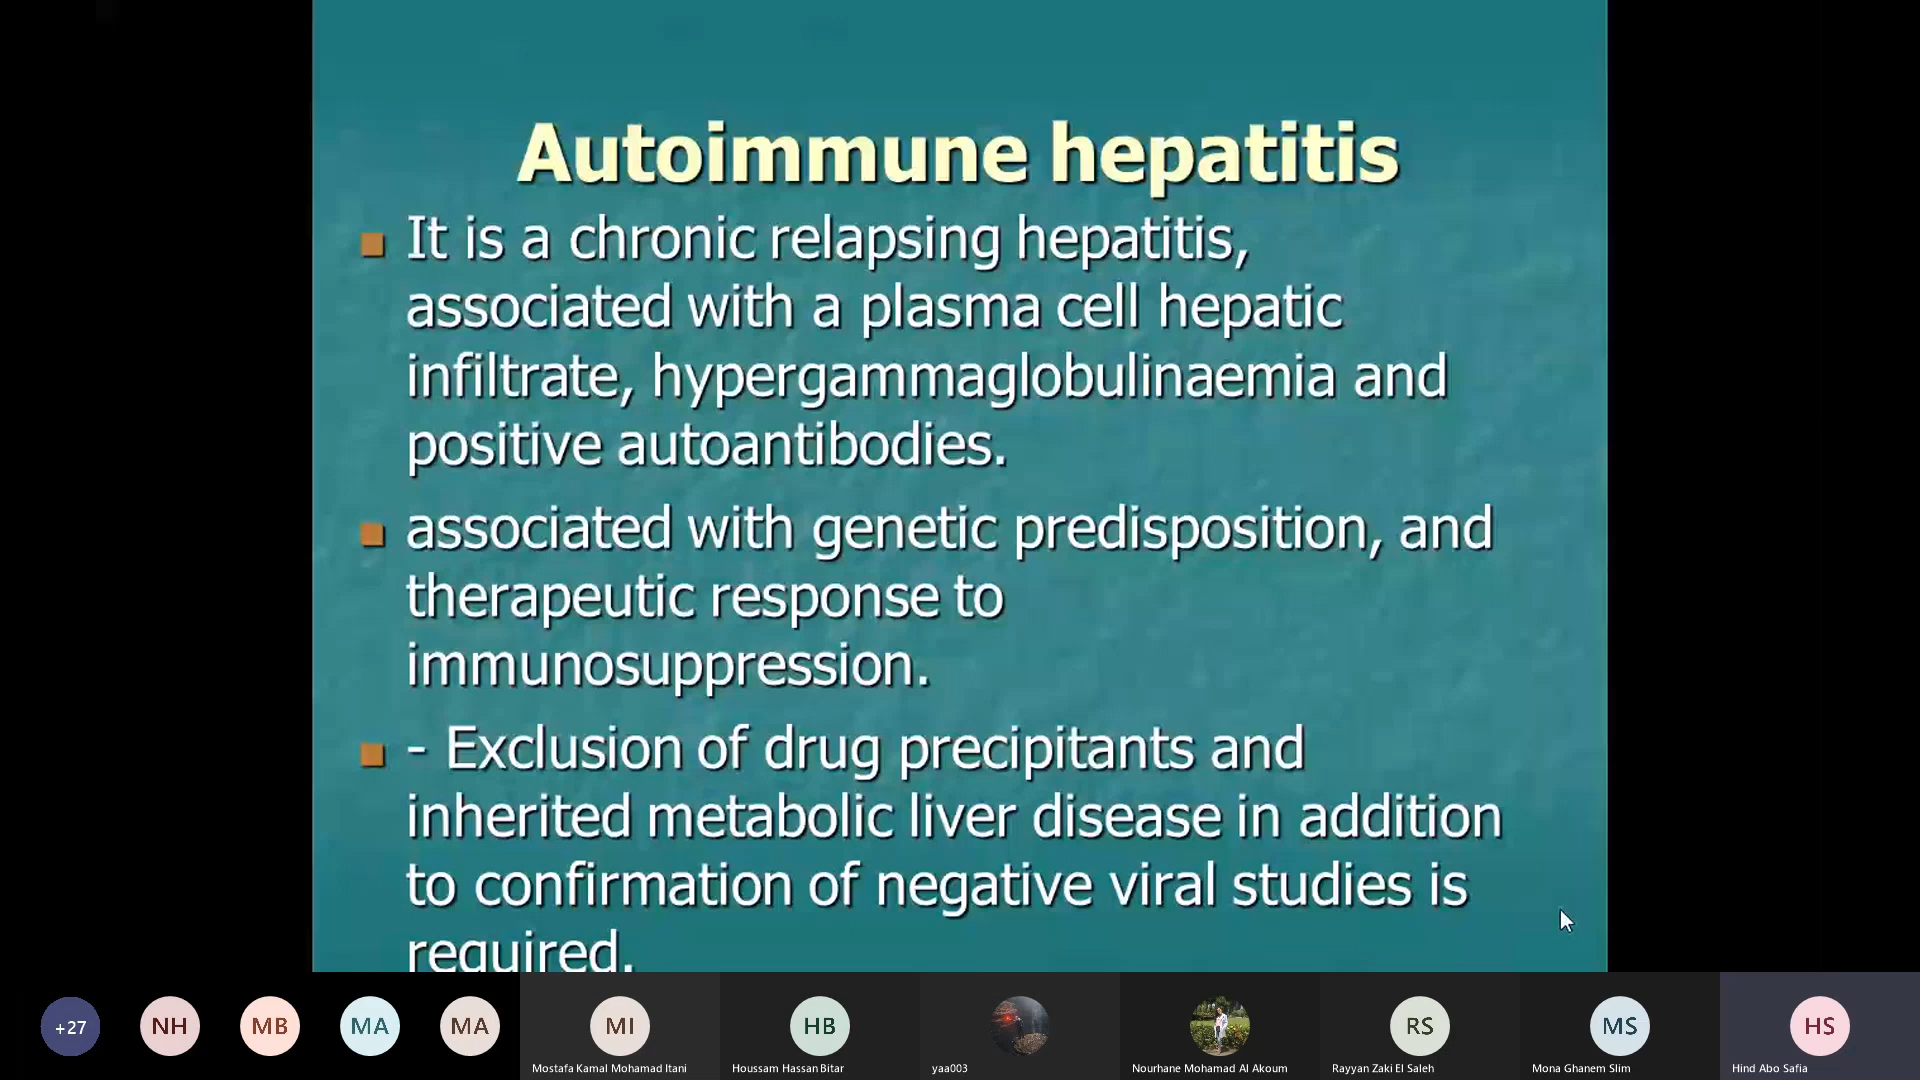 Autoimmune hepatitis
It is a chronic relapsing hepatitis,
associated with a plasma cell hepatic
infiltrate, hypergammaglobulinaemia and
positive autoantibodies.
associated with genetic predisposition, and
therapeutic response to
immunosuppression.
- Exclusion of drug precipitants and
inherited metabolic liver disease in addition
to confirmation of negative viral studies is
required.
+27 NH MB MA MA MI HB RS MS HS
Mostafa Kamal Mohamad Itani Houssam Hassan Bitar yaa003 Nourhane Mohamad Al Akoum Rayyan Zaki El Saleh Mona Ghanem Slim Hind Abo Safia